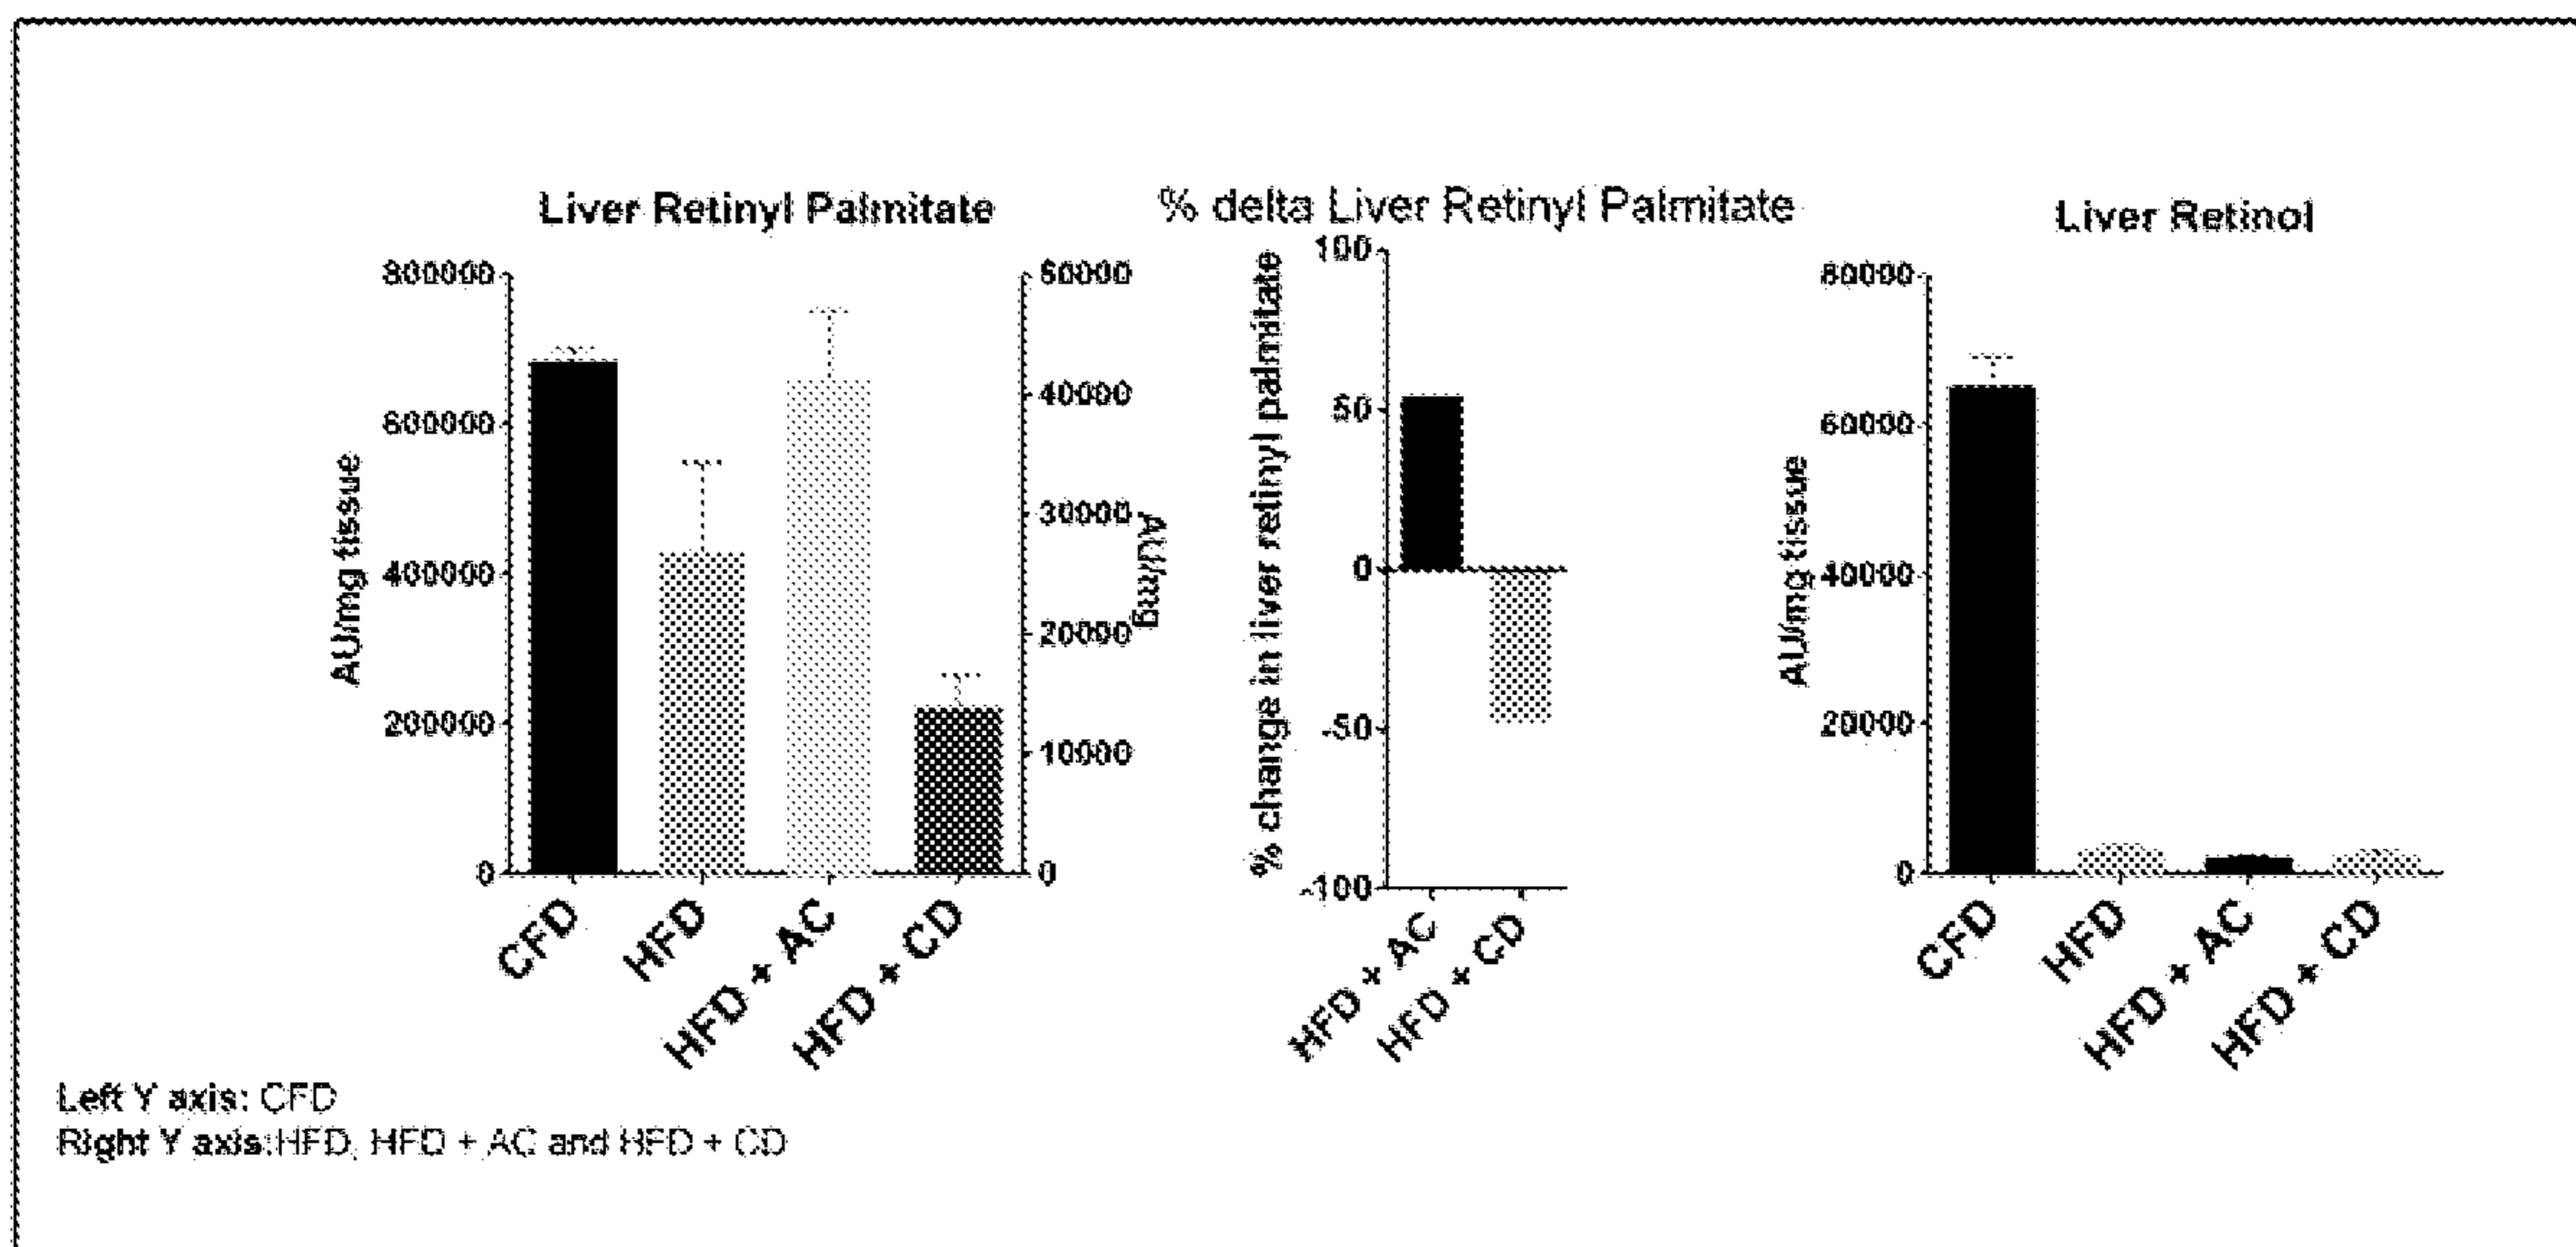 Liver Retinyl Palmitate
800000
600000
400000
200000
0
AU/mg tissue
50000
40000
30000
20000
10000
0
AU/mg
CFD
HFD
HFD + AC
HFD + CD
% delta Liver Retinyl Palmitate
% change in liver retinyl palmitate
100
50
0
-50
-100
HFD + AC
HFD + CD
Liver Retinol
AU/mg tissue
80000
60000
40000
20000
0
CFD
HFD
HFD + AC
HFD + CD
Left Y axis: CFD
Right Y axis:HFD, HFD + AC and HFD + CD